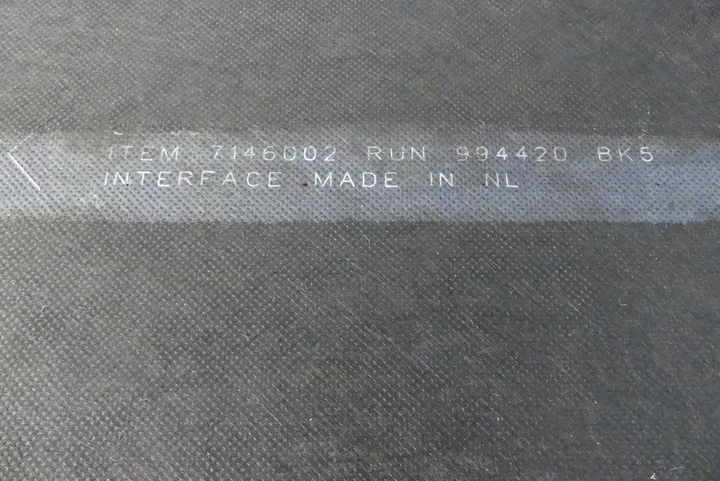 ITEM 7146002 RUN 994420 BK5
INTERFACE MADE IN NL